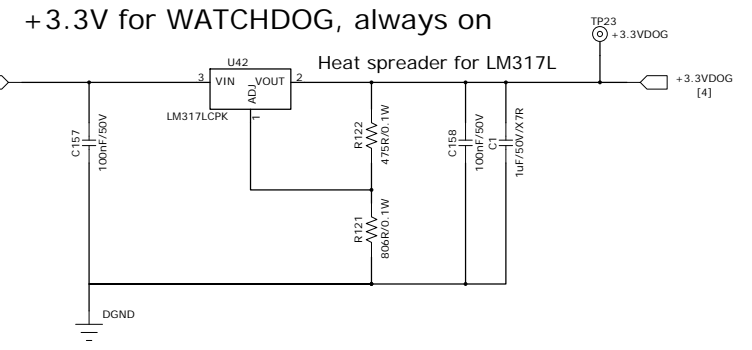 +3.3V for WATCHDOG, always on
TP23
+3.3VDOG
U42
Heat spreader for LM317L
3
VIN
VOUT
2
ADJ
1
LM317LCPK
+3.3VDOG
[4]
C157
100nF/50V
R122
475R/0.1W
C158
100nF/50V
C1
1uF/50V/X7R
R121
806R/0.1W
DGND